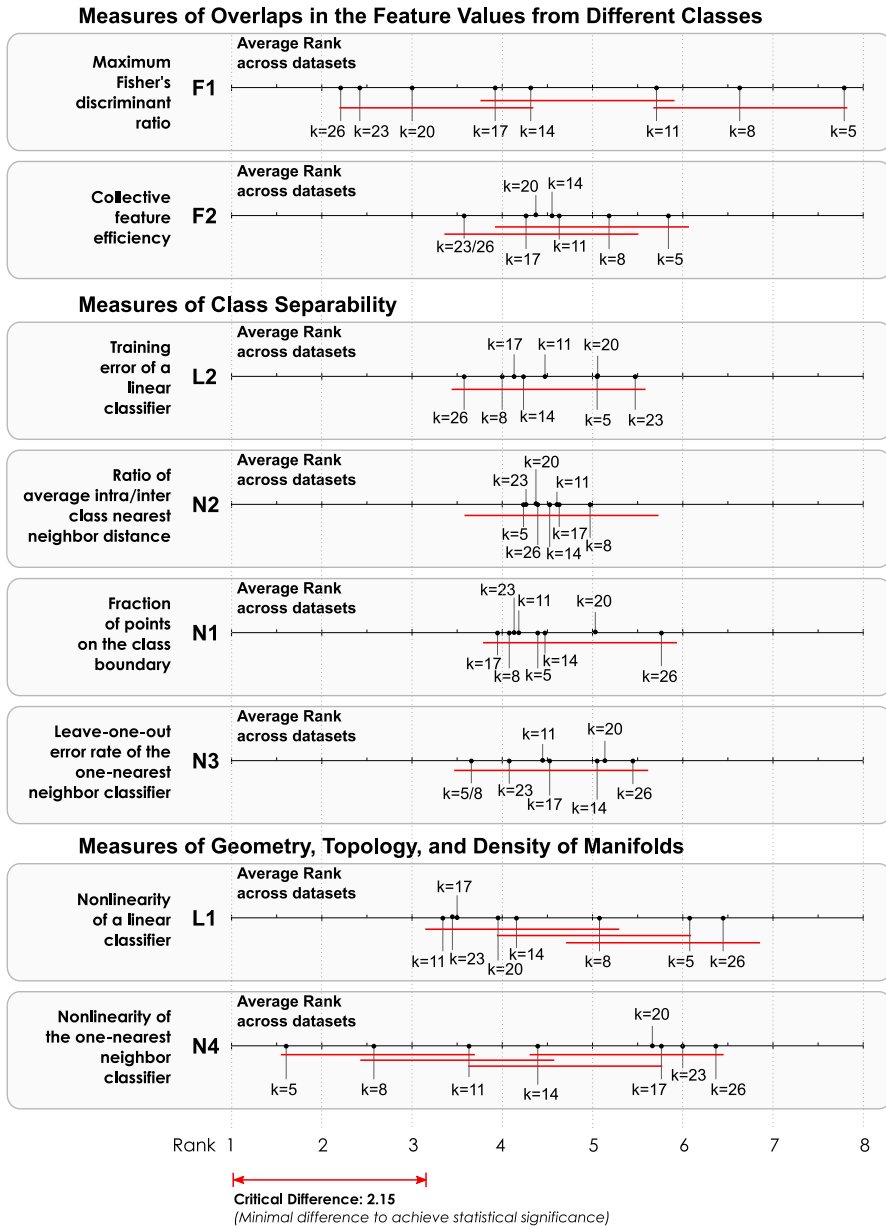 Measures of Overlaps in the Feature Values from Different Classes
Maximum
Fisher's
discriminant
ratio
F1
Average Rank
across datasets
k=26
k=23
k=20
k=17
k=14
k=11
k=8
k=5
Collective
feature
efficiency
F2
Average Rank
across datasets
k=20
k=14
k=23/26
k=17
k=11
k=8
k=5
Measures of Class Separability
Training
error of a
linear
classifier
L2
Average Rank
across datasets
k=17
k=11
k=20
k=26
k=8
k=14
k=5
k=23
Ratio of
average intra/inter
class nearest
neighbor distance
N2
Average Rank
across datasets
k=20
k=23
k=11
k=5
k=17
k=8
k=26
k=14
Fraction
of points
on the class
boundary
N1
Average Rank
across datasets
k=23
k=11
k=20
k=17
k=14
k=8
k=5
k=26
Leave-one-out
error rate of the
one-nearest
neighbor classifier
N3
Average Rank
across datasets
k=11
k=20
k=5/8
k=23
k=17
k=14
k=26
Measures of Geometry, Topology, and Density of Manifolds
Nonlinearity
of a linear
classifier
L1
Average Rank
across datasets
k=17
k=11
k=23
k=20
k=14
k=8
k=5
k=26
Nonlinearity of
the one-nearest
neighbor
classifier
N4
Average Rank
across datasets
k=20
k=5
k=8
k=11
k=14
k=17
k=23
k=26
Rank 1 2 3 4 5 6 7 8
Critical Difference: 2.15
(Minimal difference to achieve statistical significance)